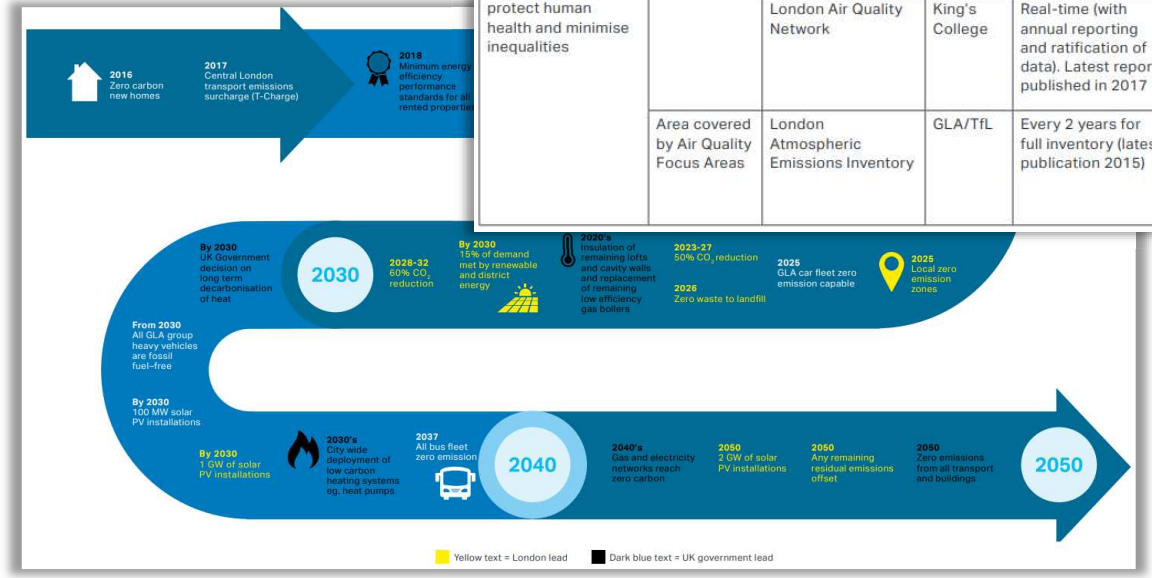 2016
Zero carbon
new homes
2017
Central London
transport emissions
surcharge (T-Charge)
2018
Minimum energy
efficiency
performance
standards for all
rented
protect human
health and minimise
inequalities
London Air Quality
Network
King's
College
Real-time (with
annual reporting
and ratification of
data). Latest
published in 2017
Area covered
by Air Quality
Focus Areas
London
Atmospheric
Emissions Inventory
GLA/TfL
Every 2 years for
full inventory
publication 2015)
By 2030
UK Government
decision on
long term
decarbonisation
of heat
2030
2028-32
60% CO₂
reduction
By 2030
15% of demand
met by renewable
and district
energy
2020's
Insulation of
remaining lofts
and cavity walls
and replacement
of remaining
low efficiency
gas boilers
2023-27
50% CO₂ reduction
2026
Zero waste to landfill
2025
GLA car fleet zero
emission capable
2025
Local zero
emission
zones
From 2030
All GLA group
heavy vehicles
are fossil
fuel–free
By 2030
100 MW solar
PV installations
By 2030
1 GW of solar
PV installations
2030's
City wide
deployment of
low carbon
heating systems
eg. heat pumps
2037
All bus fleet
zero emission
2040
2040's
Gas and electricity
networks reach
zero carbon
2050
2 GW of solar
PV installations
2050
Any remaining
residual emissions
offset
2050
Zero emissions
from all transport
and buildings
2050
Yellow text = London lead
Dark blue text = UK government lead